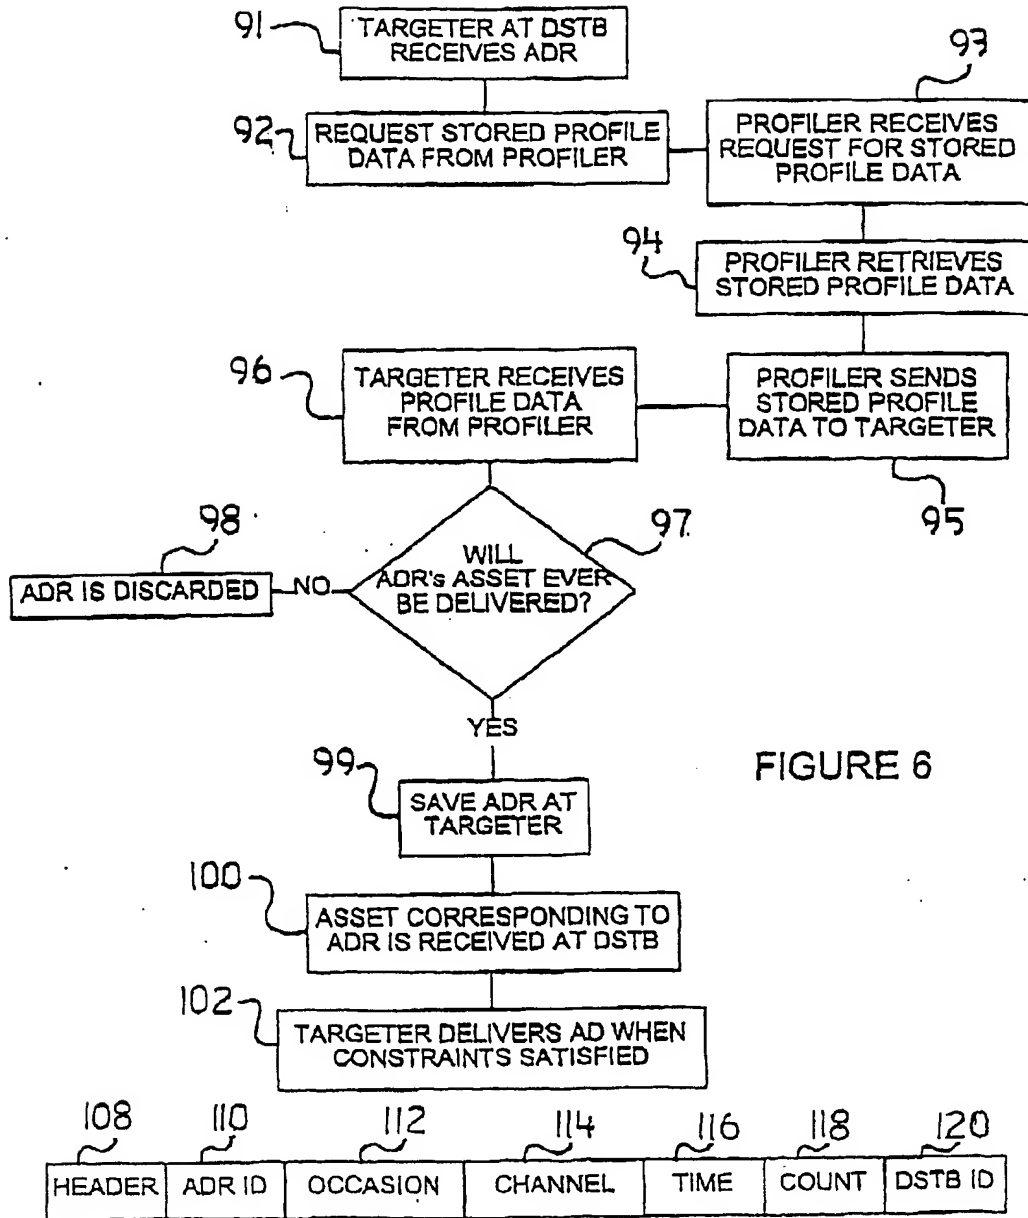 91
TARGETER AT DSTB
RECEIVES ADR
92
REQUEST STORED PROFILE
DATA FROM PROFILER
93
PROFILER RECEIVES
REQUEST FOR STORED
PROFILE DATA
94
PROFILER RETRIEVES
STORED PROFILE DATA
95
PROFILER SENDS
STORED PROFILE
DATA TO TARGETER
96
TARGETER RECEIVES
PROFILE DATA
FROM PROFILER
97
WILL
ADR's ASSET EVER
BE DELIVERED?
98
NO
ADR IS DISCARDED
YES
99
SAVE ADR AT
TARGETER
FIGURE 6
100
ASSET CORRESPONDING TO
ADR IS RECEIVED AT DSTB
102
TARGETER DELIVERS AD WHEN
CONSTRAINTS SATISFIED
108 110 112 114 116 118 120
HEADER ADR ID OCCASION CHANNEL TIME COUNT DSTB ID